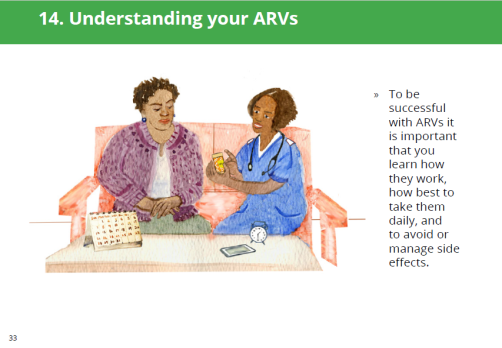 14. Understanding your ARVs
» To be
successful
with ARVs it
is important
that you
learn how
they work,
how best to
take them
daily, and
to avoid or
manage side
effects.
33